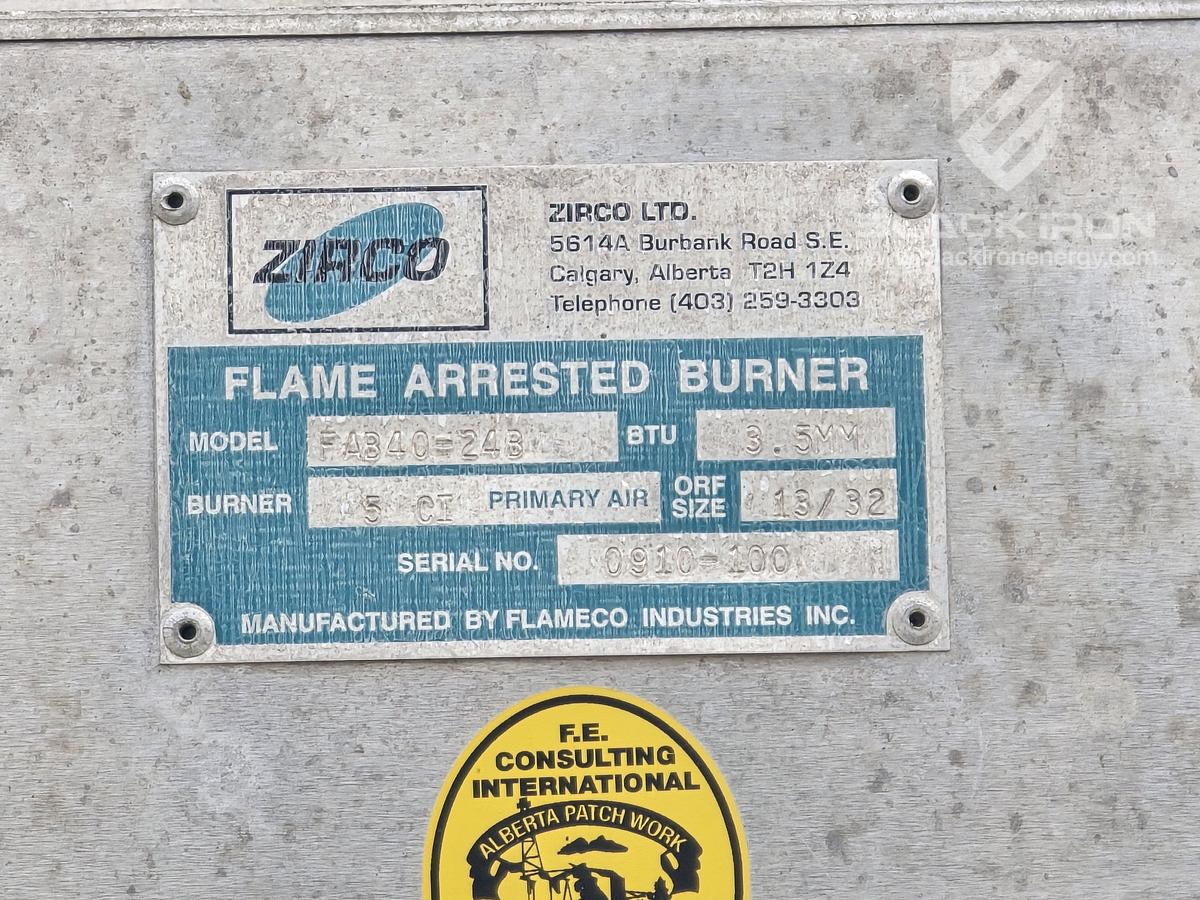 ZIRCO
ZIRCO LTD.
5614A Burbank Road S.E.
Calgary, Alberta T2H 1Z4
Telephone (403) 259-3303
FLAME ARRESTED BURNER
MODEL FAB40-24B BTU 3.5MM
BURNER 5 CI PRIMARY AIR ORF SIZE 13/32
SERIAL NO. 0910-100
MANUFACTURED BY FLAMECO INDUSTRIES INC.
F.E.
CONSULTING
INTERNATIONAL
ALBERTA PATCH WORK